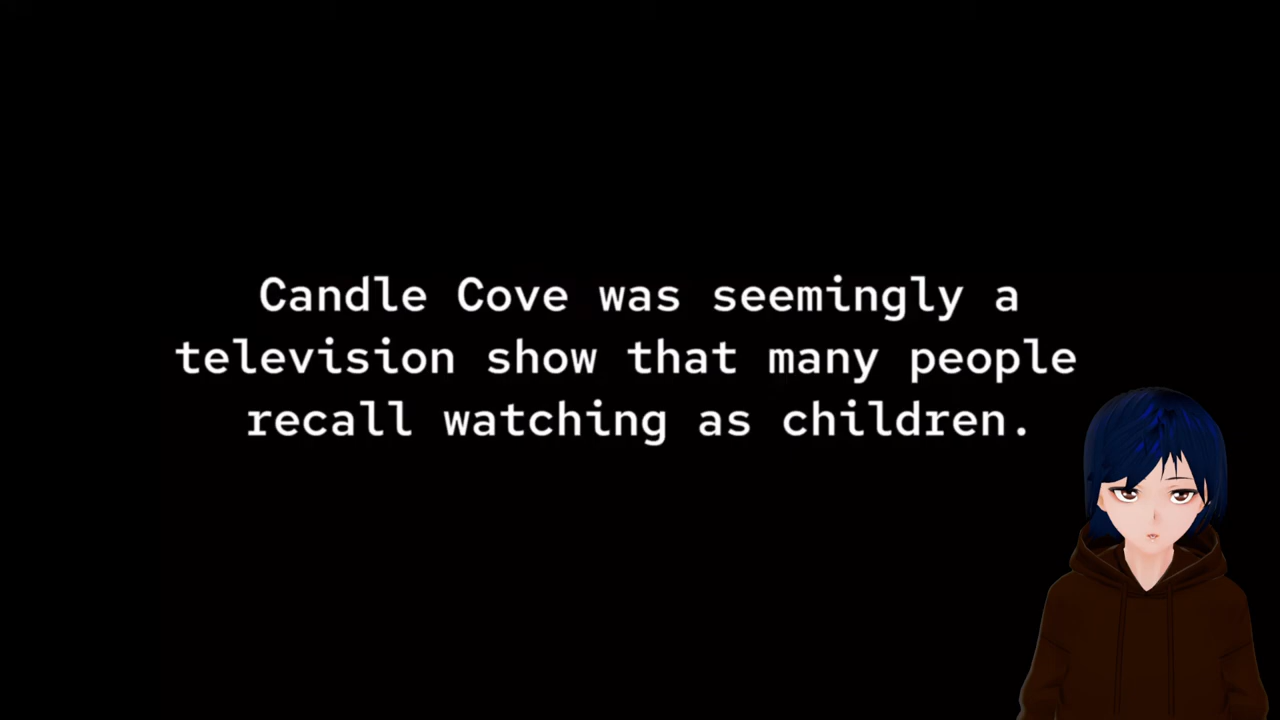 Candle Cove was seemingly a
television show that many people
recall watching as children.